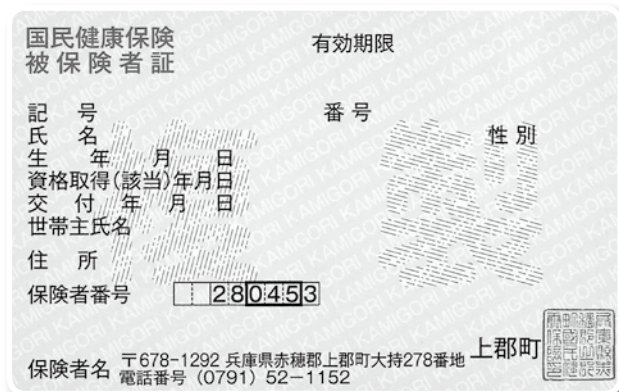 国民健康保険
被保険者証
有効期限
記号
番号
氏名
性別
生年月日
資格取得(該当)年月日
交付年月日
世帯主氏名
住所
保険者番号 280453
保険者名 〒678-1292 兵庫県赤穂郡上郡町大持278番地 上郡町
電話番号 (0791) 52-1152
複製
KAMIGORI